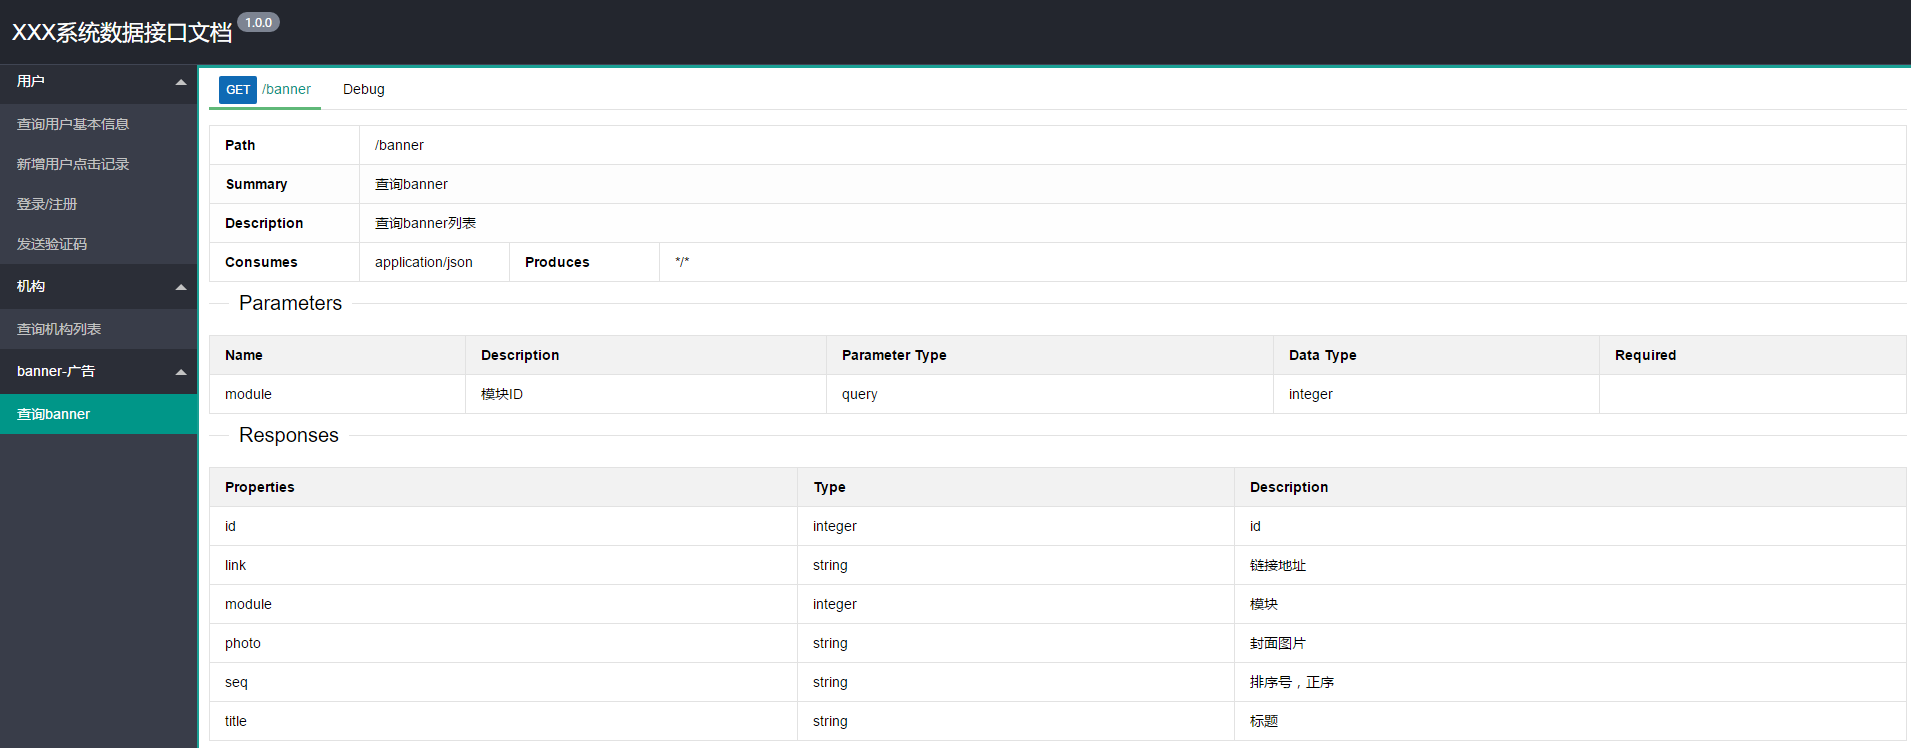 XXX系统数据接口文档 1.0.0
用户
查询用户基本信息
新增用户点击记录
登录/注册
发送验证码
机构
查询机构列表
banner-广告
查询banner
GET /banner Debug
Path /banner
Summary 查询banner
Description 查询banner列表
Consumes application/json Produces */*
Parameters
Name Description Parameter Type Data Type Required
module 模块ID query integer
Responses
Properties Type Description
id integer id
link string 链接地址
module integer 模块
photo string 封面图片
seq string 排序号，正序
title string 标题